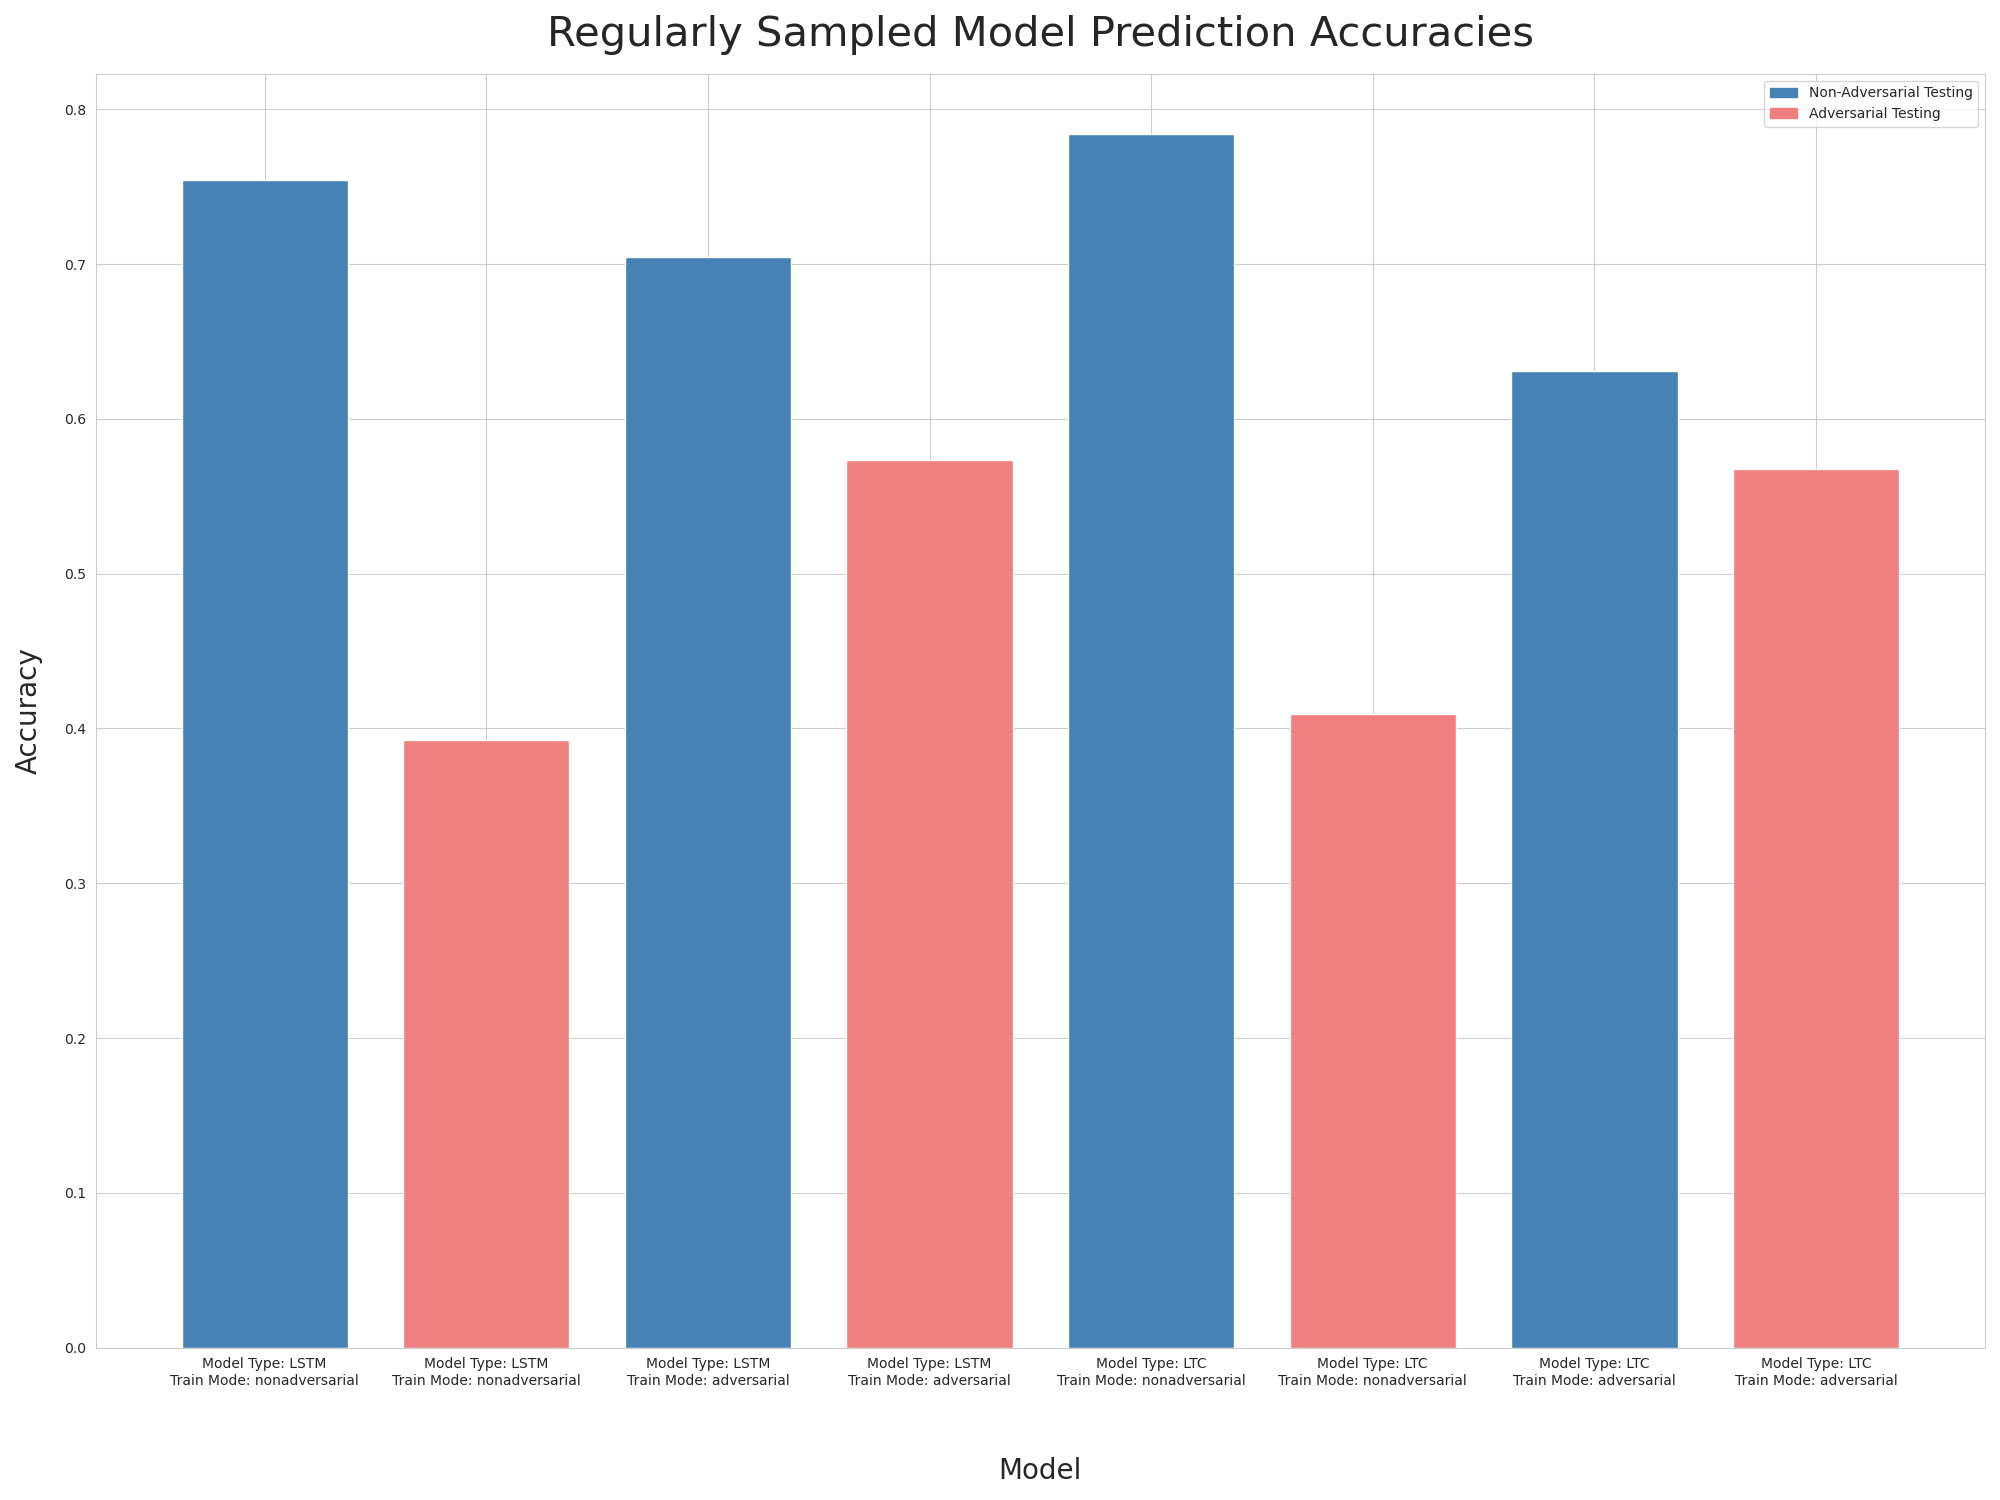 Regularly Sampled Model Prediction Accuracies
Non-Adversarial Testing
Adversarial Testing
0.8
0.7
0.6
0.5
0.4
0.3
0.2
0.1
0.0
Accuracy
Model Type: LSTM
Train Mode: nonadversarial
Model Type: LSTM
Train Mode: nonadversarial
Model Type: LSTM
Train Mode: adversarial
Model Type: LSTM
Train Mode: adversarial
Model Type: LTC
Train Mode: nonadversarial
Model Type: LTC
Train Mode: nonadversarial
Model Type: LTC
Train Mode: adversarial
Model Type: LTC
Train Mode: adversarial
Model